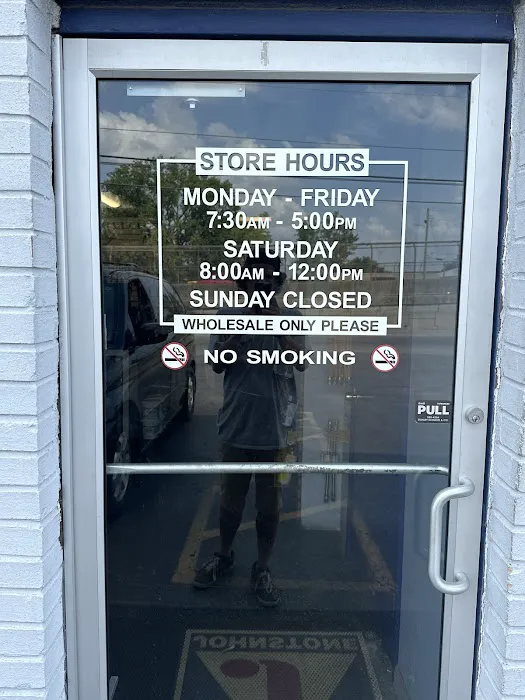 STORE HOURS
MONDAY - FRIDAY
7:30AM - 5:00PM
SATURDAY
8:00AM - 12:00PM
SUNDAY CLOSED
WHOLESALE ONLY PLEASE
NO SMOKING
PULL
JOHNSTONE